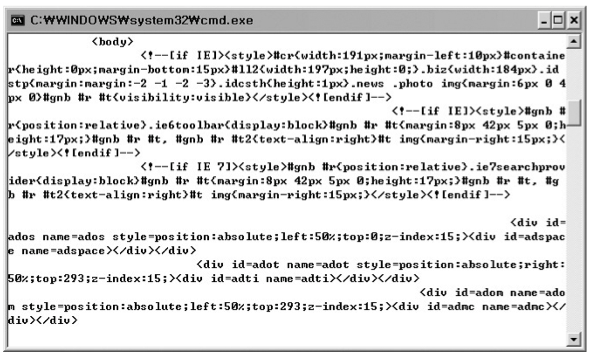 C:₩WINDOWS₩system32₩cmd.exe
<body>
<!--[if IE]><style>#cr{width:191px;margin-left:10px}#containe
r{height:0px;margin-bottom:15px}#ll2{width:197px;height:0;}.biz{width:184px}.id
stp{margin:margin:-2 -1 -2 -3}.idcsth{height:1px}.news .photo img{margin:6px 0 4
px 0}#gnb #r #t{visibility:visible}</style><![endif]-->
<!--[if IE]><style>#gnb #
r{position:relative}.ie6toolbar{display:block}#gnb #r #t{margin:8px 42px 5px 0;h
eight:17px;}#gnb #r #t, #gnb #r #t2{text-align:right}#t img{margin-right:15px;}<
/style><![endif]-->
<!--[if IE 7]><style>#gnb #r{position:relative}.ie7searchprov
ider{display:block}#gnb #r #t{margin:8px 42px 5px 0;height:17px;}#gnb #r #t, #g
b #r #t2{text-align:right}#t img{margin-right:15px;}</style><![endif]-->
<div id=
ados name=ados style=position:absolute;left:50%;top:0;z-index:15;><div id=adspac
e name=adspace></div></div>
<div id=adot name=adot style=position:absolute;right:
50%;top:293;z-index:15;><div id=adti name=adti></div></div>
<div id=adom name=ado
m style=position:absolute;left:50%;top:293;z-index:15;><div id=admc name=admc></
div></div>